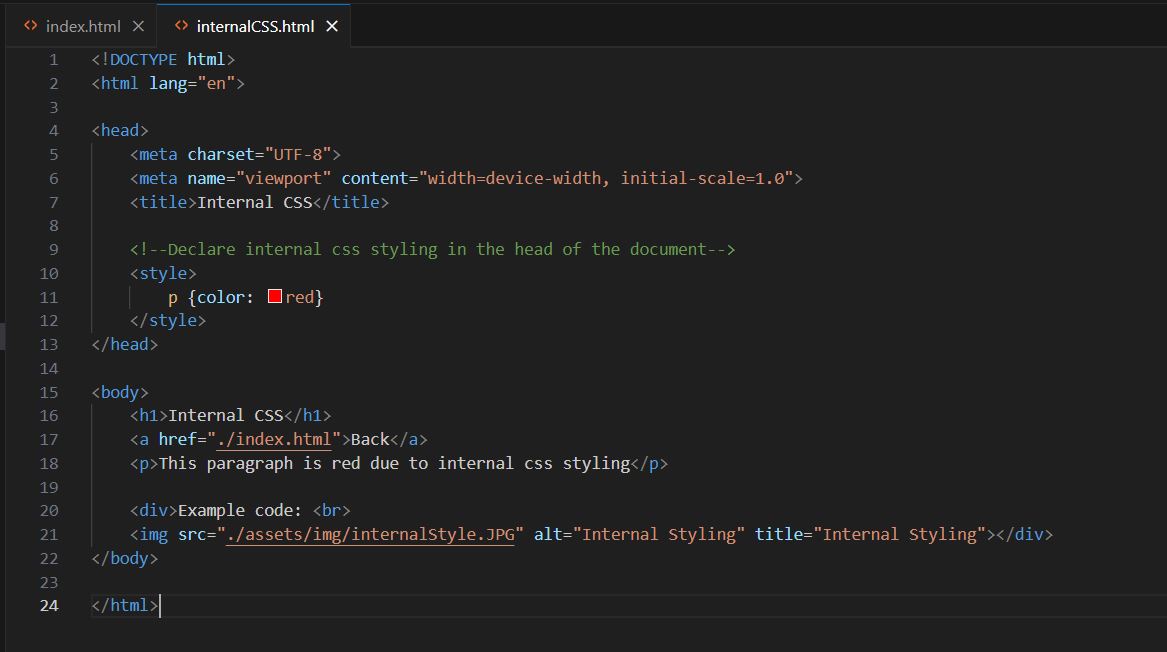 index.html
internalCSS.html
1 <!DOCTYPE html>
2 <html lang="en">
3
4 <head>
5     <meta charset="UTF-8">
6     <meta name="viewport" content="width=device-width, initial-scale=1.0">
7     <title>Internal CSS</title>
8
9     <!--Declare internal css styling in the head of the document-->
10     <style>
11         p {color: red}
12     </style>
13 </head>
14
15 <body>
16     <h1>Internal CSS</h1>
17     <a href="./index.html">Back</a>
18     <p>This paragraph is red due to internal css styling</p>
19
20     <div>Example code: <br>
21     <img src="./assets/img/internalStyle.JPG" alt="Internal Styling" title="Internal Styling"></div>
22 </body>
23
24 </html>